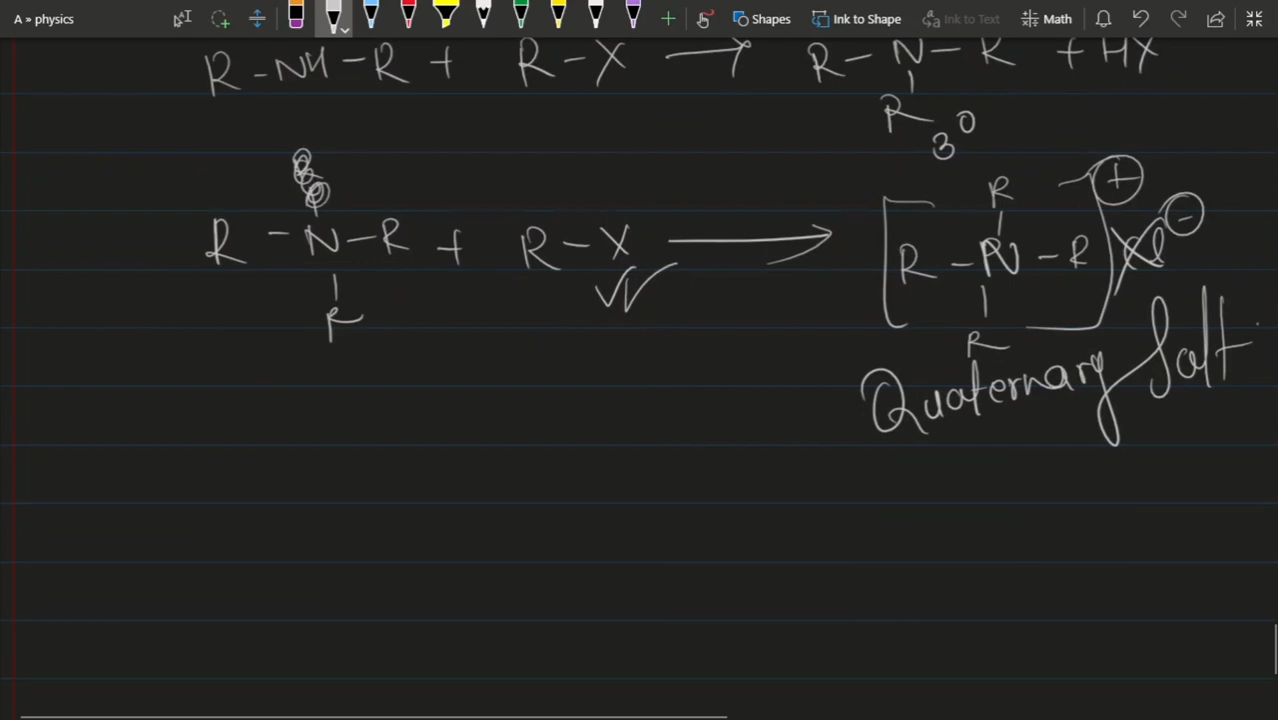 A » physics
Shapes Ink to Shape Ink to Text Math
R - NH - R + R - X ⟶ R - N - R + HX
|
R
3°
R
R - N - R + R - X ⟶ [ R - N - R ]⊕ X⊖
|
R
R
Quaternary Salt